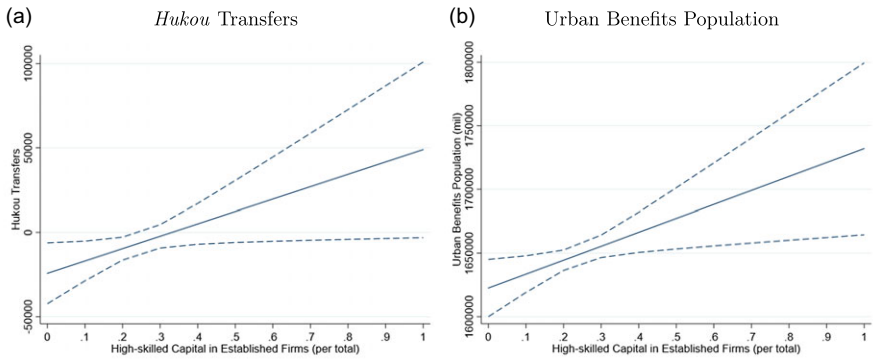 (a)
Hukou Transfers
100000
50000
0
-50000
Hukou Transfers
0 .1 .2 .3 .4 .5 .6 .7 .8 .9 1
High-skilled Capital in Established Firms (per total)
(b)
Urban Benefits Population
1800000
1750000
1700000
1650000
1600000
Urban Benefits Population (mil)
0 .1 .2 .3 .4 .5 .6 .7 .8 .9 1
High-skilled Capital in Established Firms (per total)